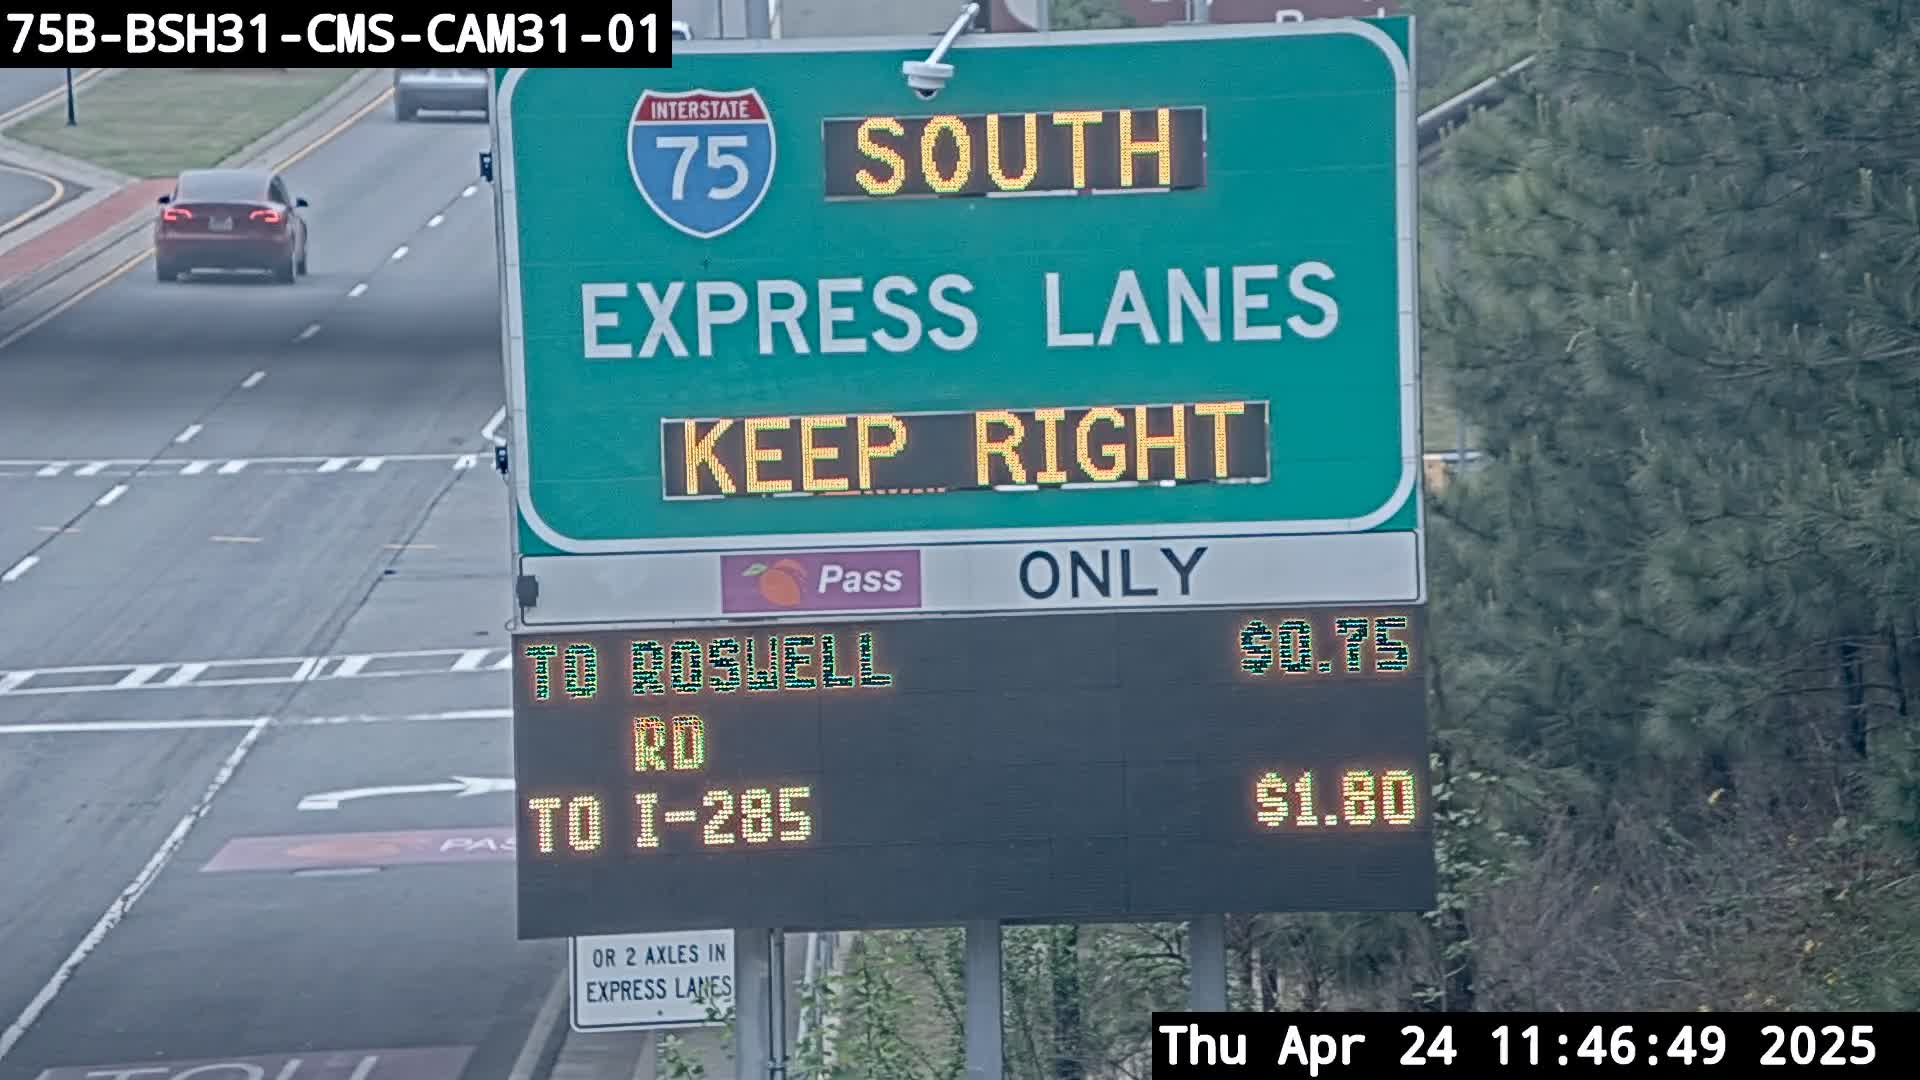 75B-BSH31-CMS-CAM31-01
INTERSTATE
75
SOUTH
EXPRESS LANES
KEEP RIGHT
Pass ONLY
TO ROSWELL $0.75
RD
TO I-285 $1.80
PAS
OR 2 AXLES IN
EXPRESS LANES
Thu Apr 24 11:46:49 2025